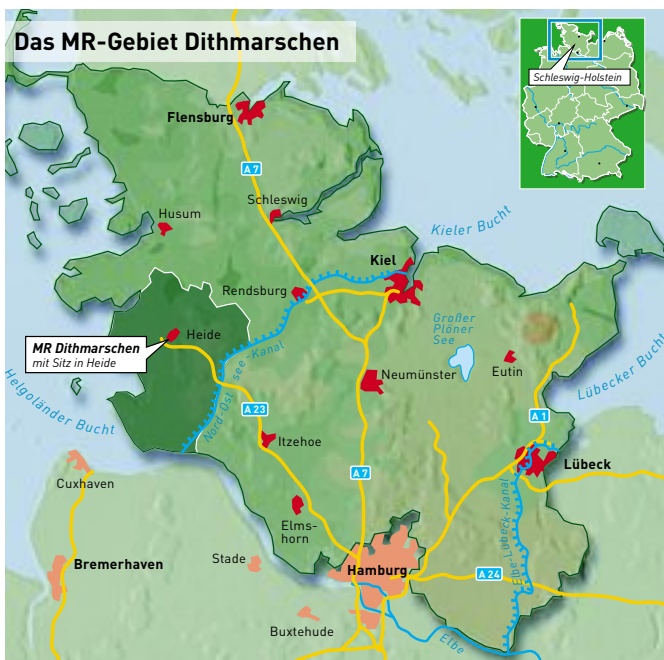 Das MR-Gebiet Dithmarschen
Schleswig-Holstein
Flensburg
A 7
Schleswig
Husum
Kieler Bucht
Kiel
Rendsburg
Großer
Plöner
See
Heide
MR Dithmarschen
mit Sitz in Heide
Nord-Ost see-Kanal
Neumünster
Eutin
Helgoländer Bucht
Lübecker Bucht
A 23
A 1
Itzehoe
Lübeck
Cuxhaven
A 7
Elms-
horn
Elbe-Lübeck-Kanal
Bremerhaven
Stade
Hamburg
A 24
Buxtehude
Elbe